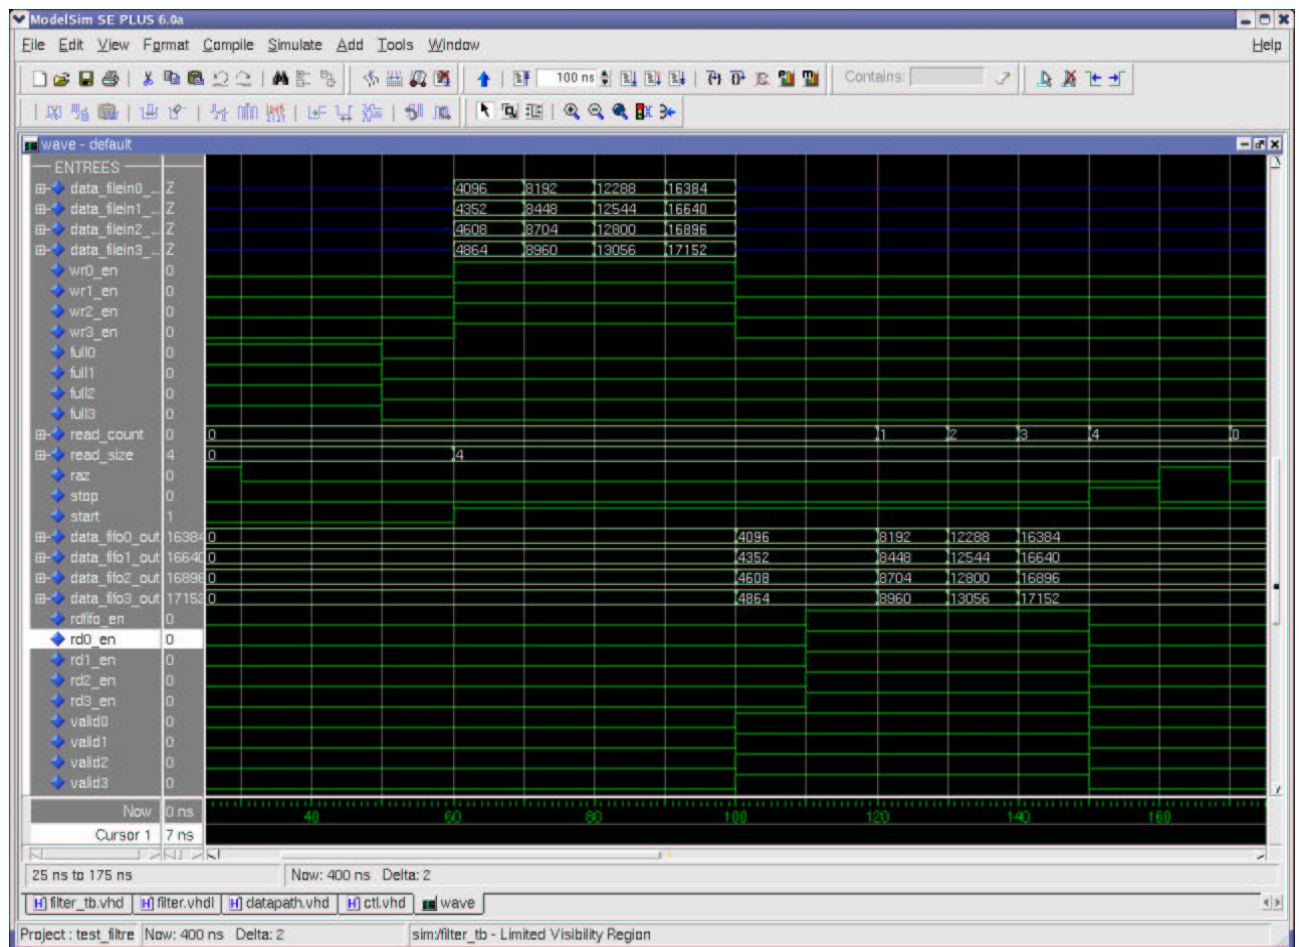 ModelSim SE PLUS 6.0a
File Edit View Format Compile Simulate Add Tools Window Help
100 ns Contains:
wave - default
ENTREES
data_filein0_... Z 4096 8192 12288 16384
data_filein1_... Z 4352 8448 12544 16640
data_filein2_... Z 4608 8704 12800 16896
data_filein3_... Z 4864 8960 13056 17152
wr0_en 0
wr1_en 0
wr2_en 0
wr3_en 0
full0 0
full1 0
full2 0
full3 0
read_count 0 0 1 2 3 4 0
read_size 4 0 4
raz 0
stop 0
start 1
data_fifo0_out 16384 0 4096 8192 12288 16384
data_fifo1_out 16640 0 4352 8448 12544 16640
data_fifo2_out 16896 0 4608 8704 12800 16896
data_fifo3_out 17152 0 4864 8960 13056 17152
rdfifo_en 0
rd0_en 0
rd1_en 0
rd2_en 0
rd3_en 0
valid0 0
valid1 0
valid2 0
valid3 0
Now 0 ns 40 60 80 100 120 140 160
Cursor 1 7 ns
25 ns to 175 ns Now: 400 ns Delta: 2
filter_tb.vhd filter.vhdl datapath.vhd ctl.vhd wave
Project : test_filtre Now: 400 ns Delta: 2 sim:/filter_tb - Limited Visibility Region